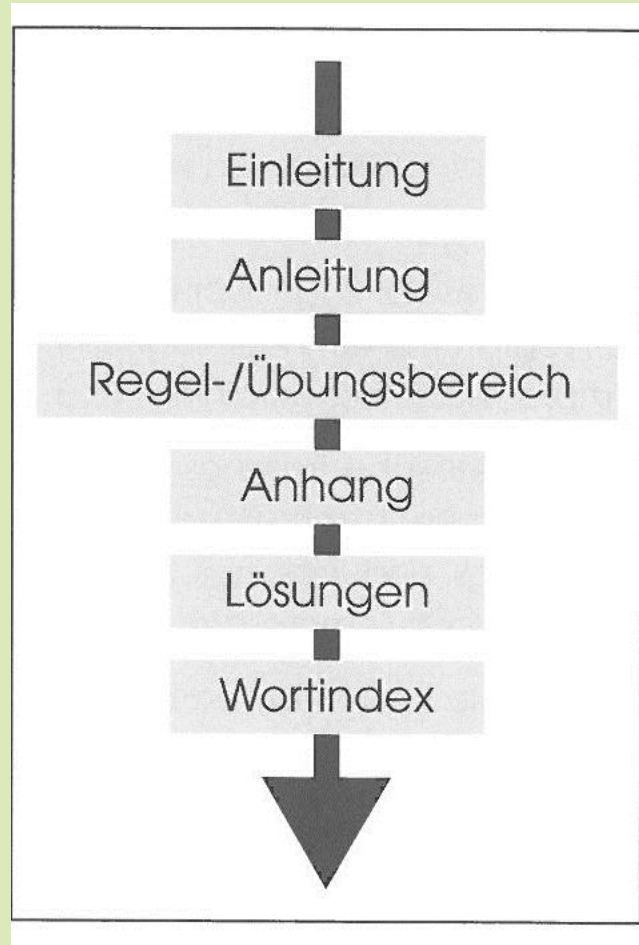 Einleitung
Anleitung
Regel-/Übungsbereich
Anhang
Lösungen
Wortindex